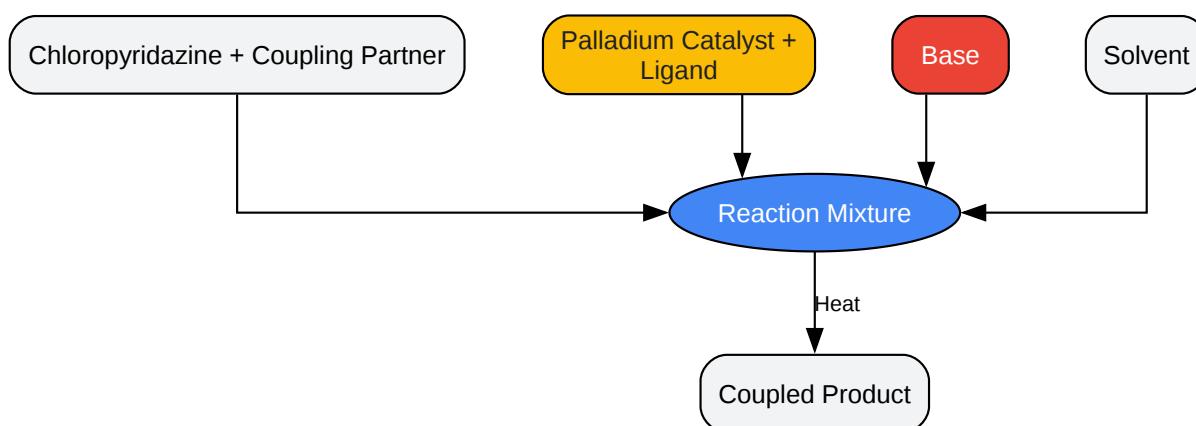 Chloropyridazine + Coupling Partner
Palladium Catalyst +
Ligand
Base
Solvent
Reaction Mixture
Heat
Coupled Product